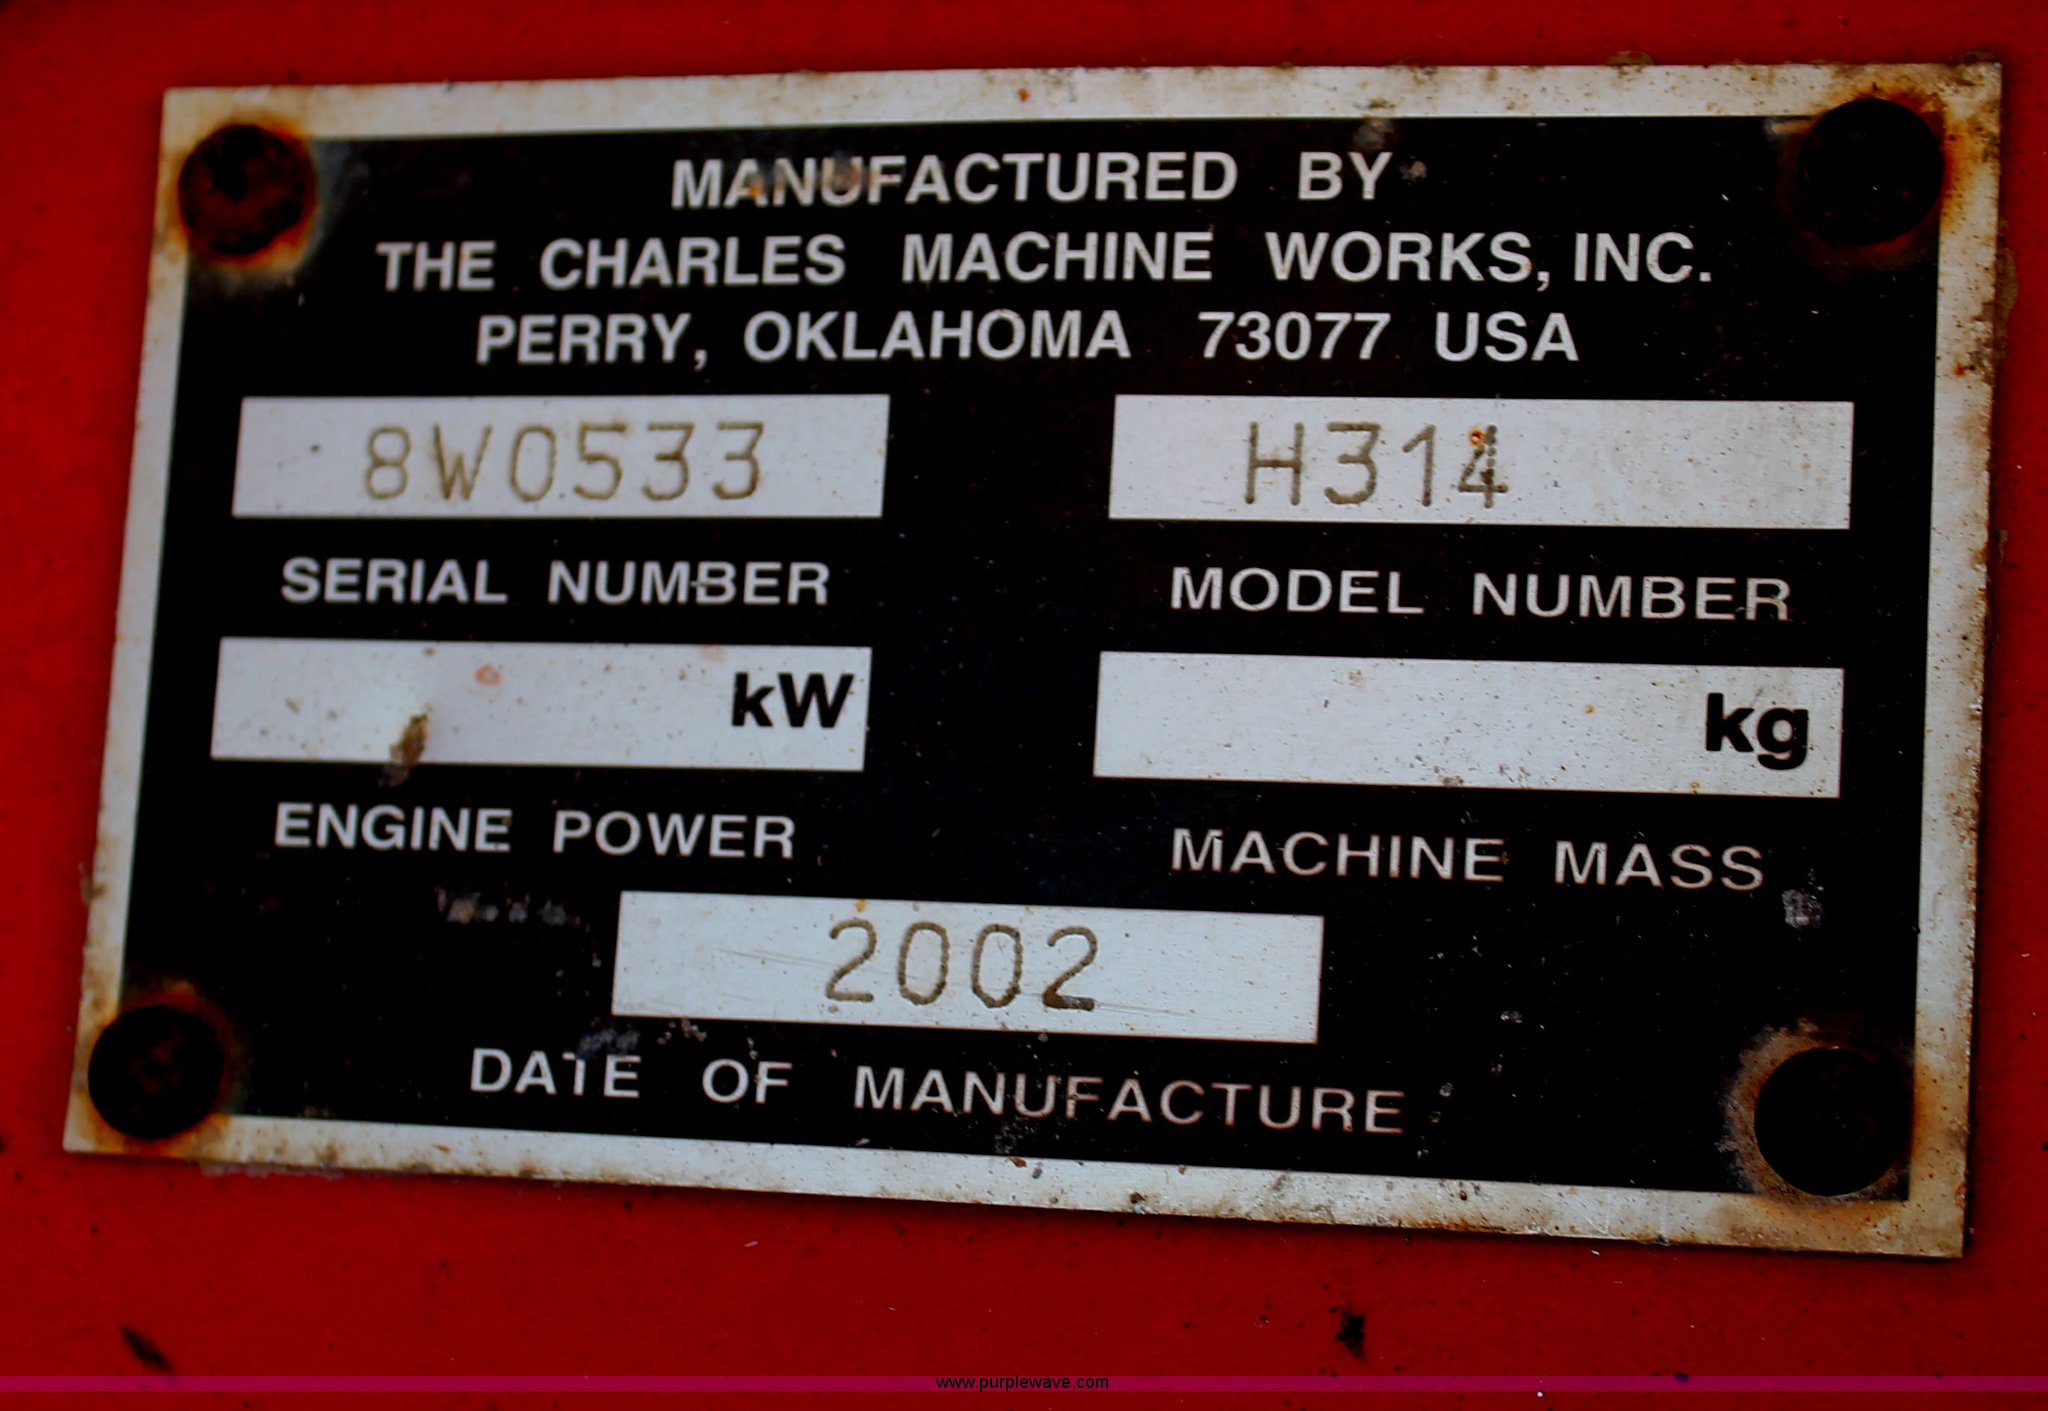 MANUFACTURED BY
THE CHARLES MACHINE WORKS, INC.
PERRY, OKLAHOMA 73077 USA
8W0533 H314
SERIAL NUMBER MODEL NUMBER
kW kg
ENGINE POWER MACHINE MASS
2002
DATE OF MANUFACTURE
www.purplewave.com